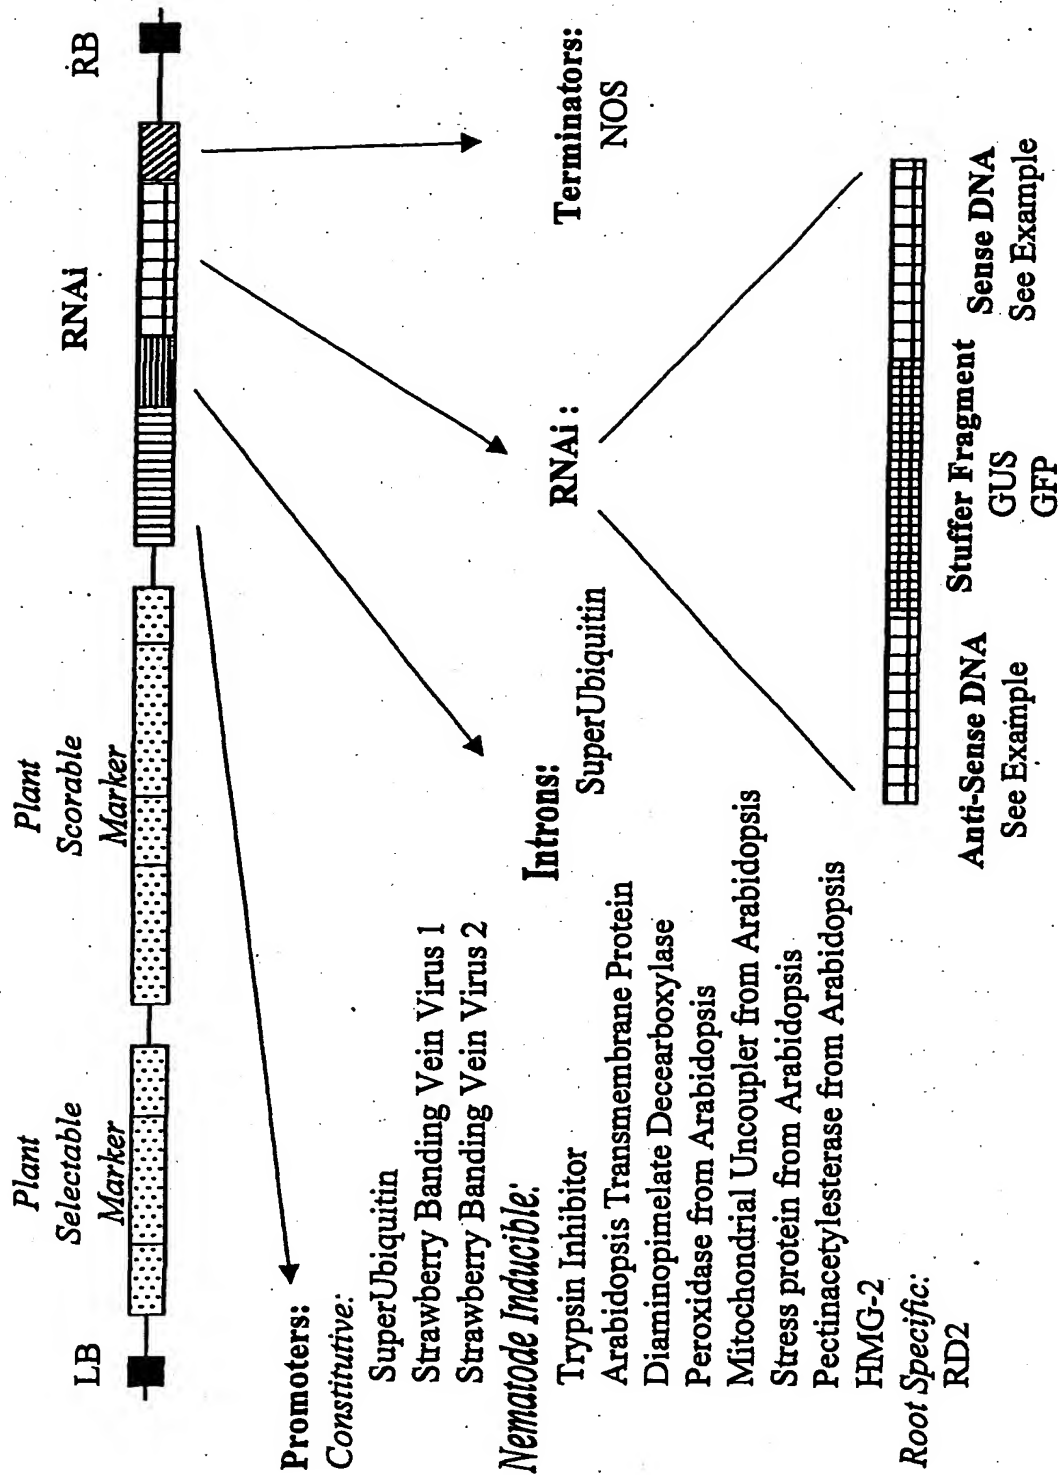 LB
Plant
Selectable
Marker
Plant
Scorable
Marker
RNAi
RB
Promoters:
Constitutive:
SuperUbiquitin
Strawberry Banding Vein Virus 1
Strawberry Banding Vein Virus 2
Nematode Inducible:
Trypsin Inhibitor
Arabidopsis Transmembrane Protein
Diaminopimelate Decearboxylase
Peroxidase from Arabidopsis
Mitochondrial Uncoupler from Arabidopsis
Stress protein from Arabidopsis
Pectinacetylesterase from Arabidopsis
HMG-2
Root Specific:
RD2
Introns:
SuperUbiquitin
RNAi :
Terminators:
NOS
Anti-Sense DNA
See Example
Stuffer Fragment
GUS
GFP
Sense DNA
See Example